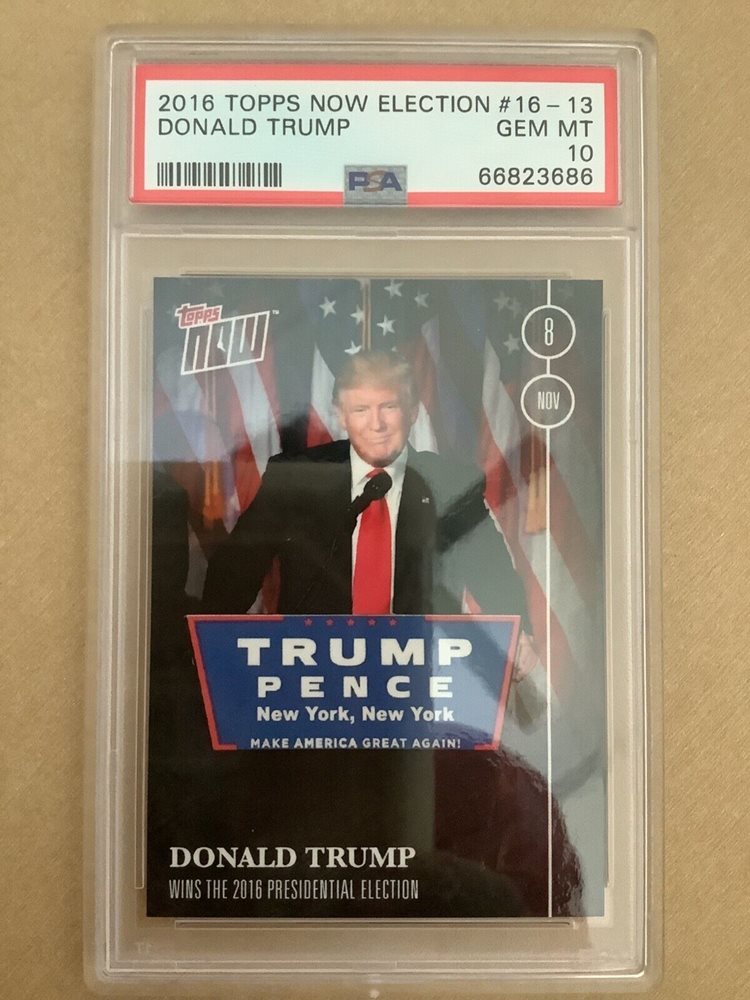 2016 TOPPS NOW ELECTION #16-13
DONALD TRUMP GEM MT
10
PSA 66823686
Topps NOW ™
8
NOV
TRUMP
PENCE
New York, New York
MAKE AMERICA GREAT AGAIN!
DONALD TRUMP
WINS THE 2016 PRESIDENTIAL ELECTION